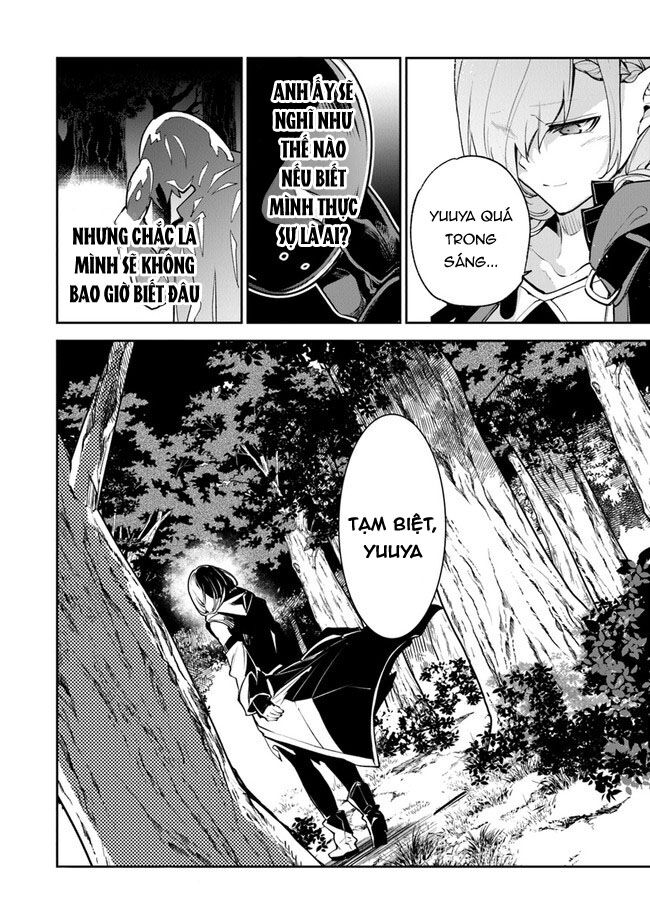 YUUYA QUÁ
TRONG
SÁNG...
ANH ẤY SẼ
NGHĨ NHƯ
THẾ NÀO
NẾU BIẾT
MÌNH THỰC
SỰ LÀ AI?
NHƯNG CHẮC LÀ
MÌNH SẼ KHÔNG
BAO GIỜ BIẾT ĐÂU
TẠM BIỆT,
YUUYA